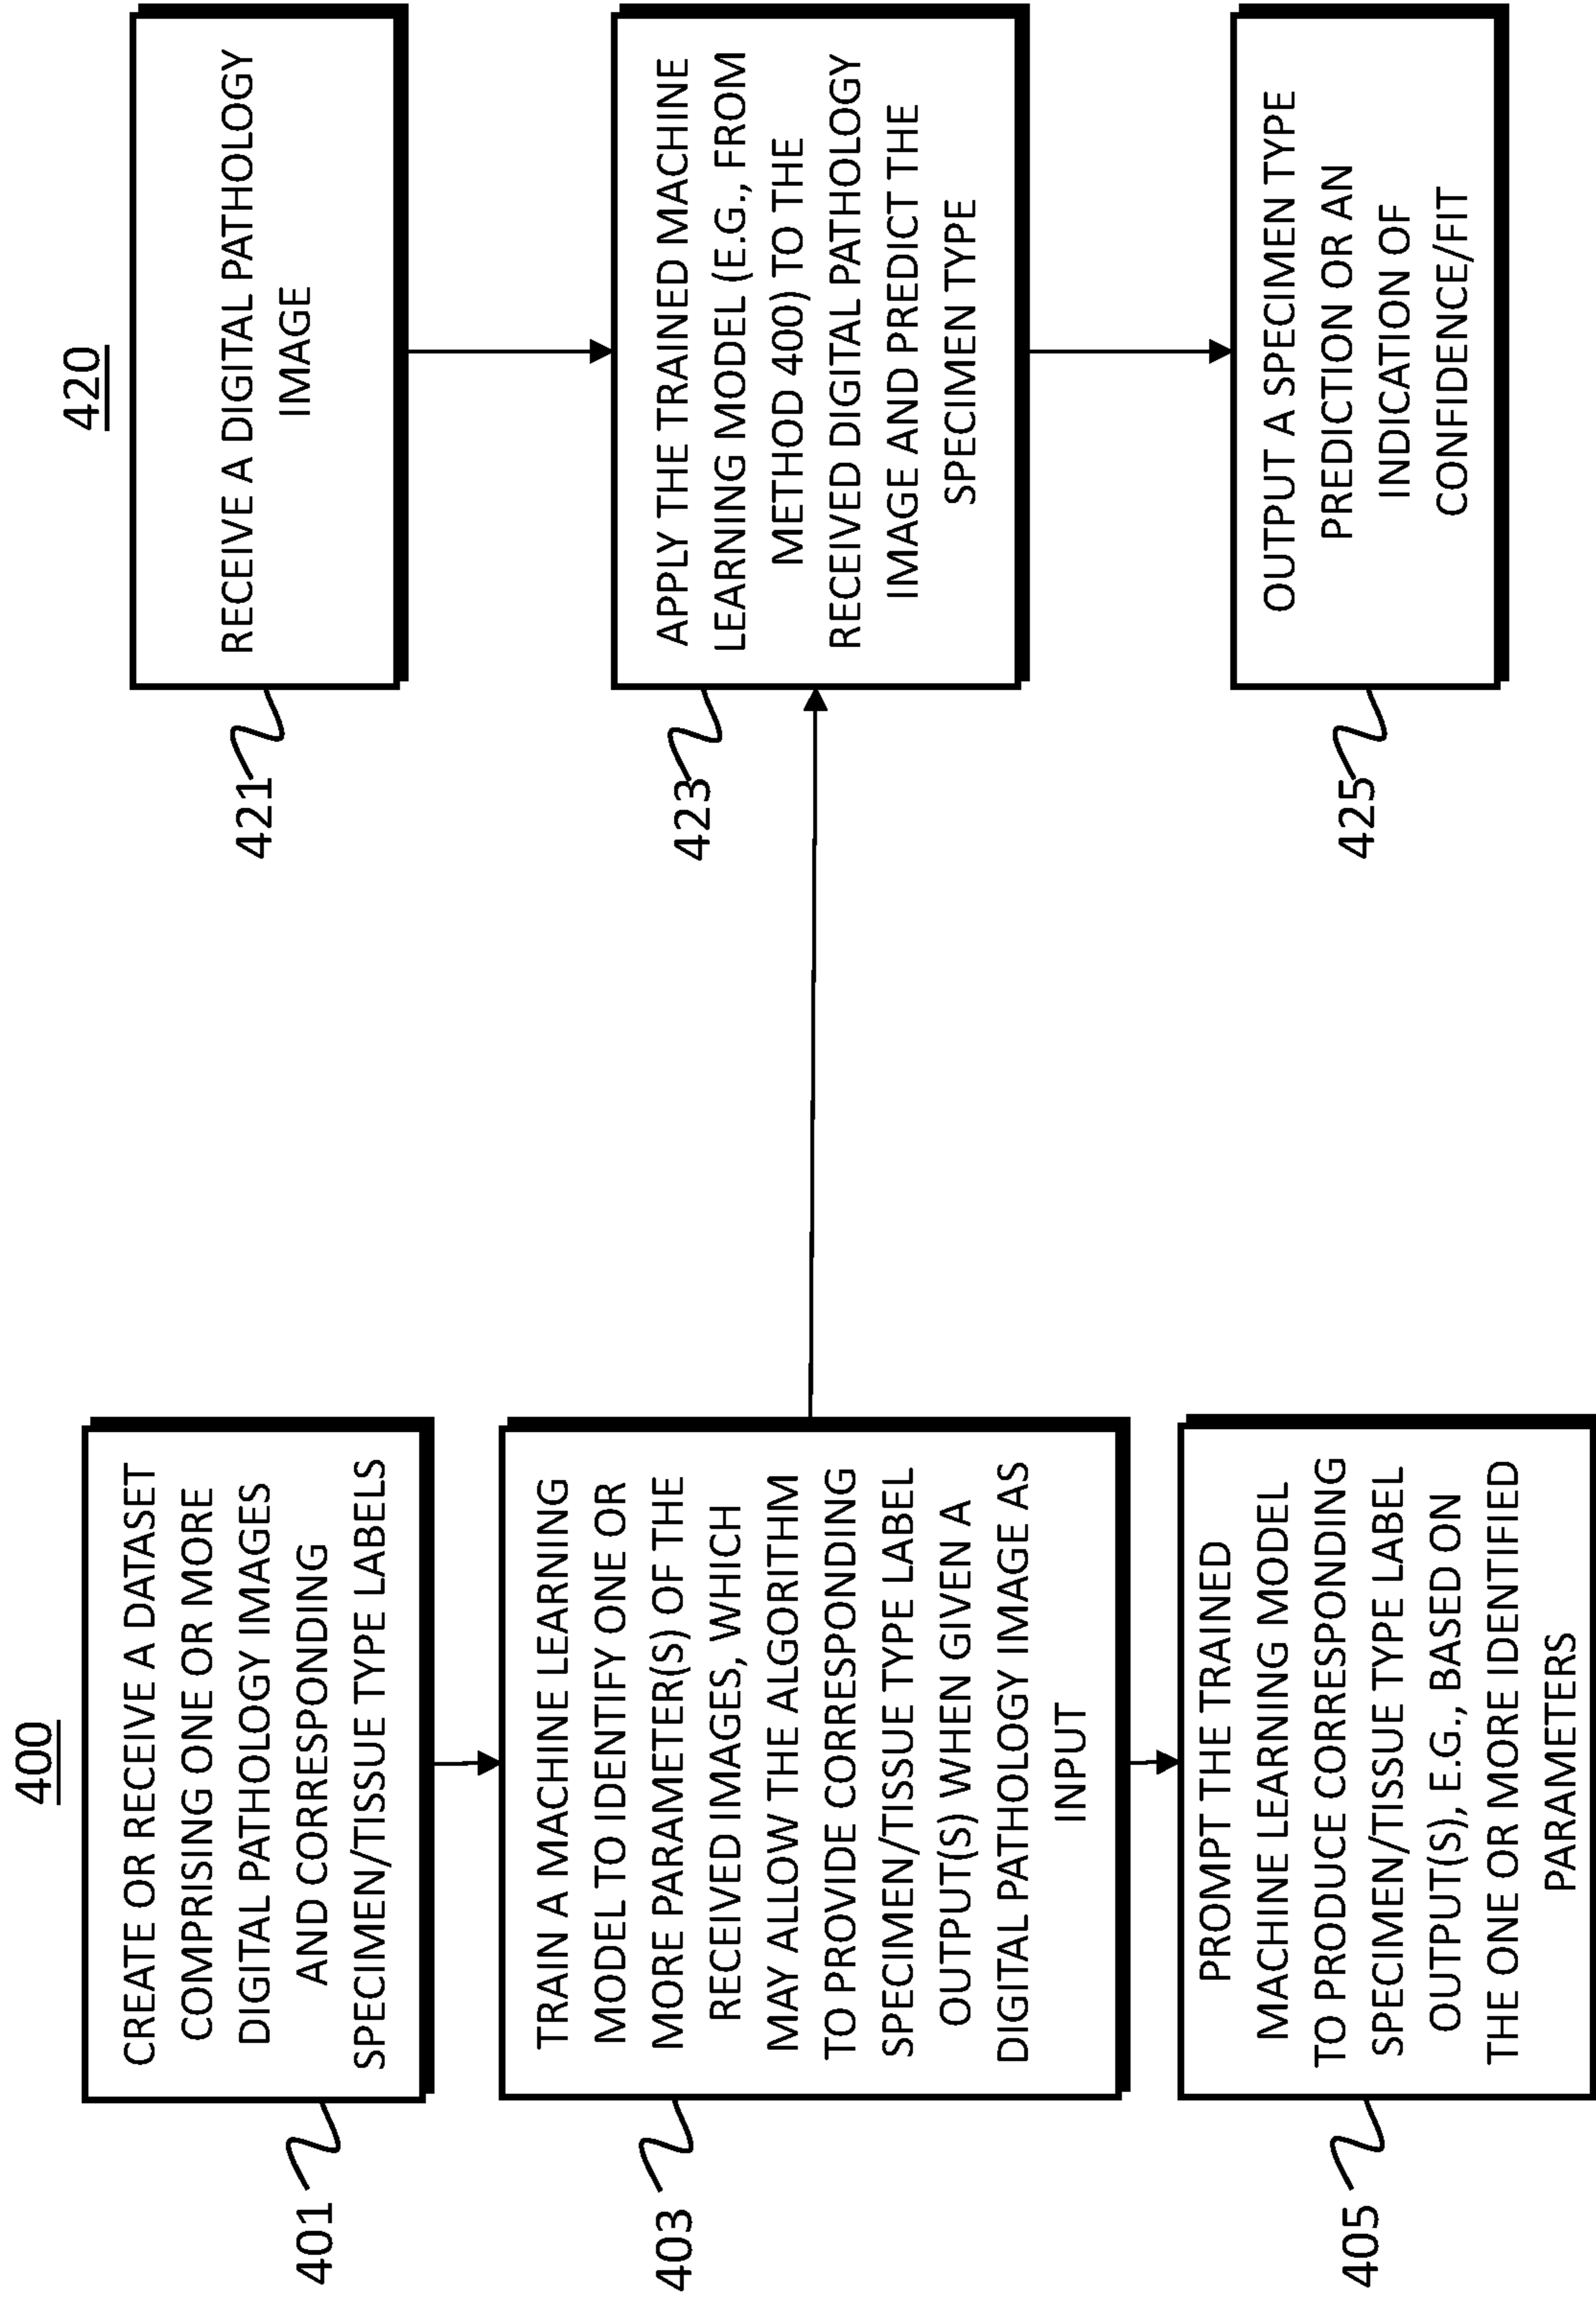 400
401
CREATE OR RECEIVE A DATASET
COMPRISING ONE OR MORE
DIGITAL PATHOLOGY IMAGES
AND CORRESPONDING
SPECIMEN/TISSUE TYPE LABELS
403
TRAIN A MACHINE LEARNING
MODEL TO IDENTIFY ONE OR
MORE PARAMETER(S) OF THE
RECEIVED IMAGES, WHICH
MAY ALLOW THE ALGORITHM
TO PROVIDE CORRESPONDING
SPECIMEN/TISSUE TYPE LABEL
OUTPUT(S) WHEN GIVEN A
DIGITAL PATHOLOGY IMAGE AS
INPUT
405
PROMPT THE TRAINED
MACHINE LEARNING MODEL
TO PRODUCE CORRESPONDING
SPECIMEN/TISSUE TYPE LABEL
OUTPUT(S), E.G., BASED ON
THE ONE OR MORE IDENTIFIED
PARAMETERS
420
421
RECEIVE A DIGITAL PATHOLOGY
IMAGE
423
APPLY THE TRAINED MACHINE
LEARNING MODEL (E.G., FROM
METHOD 400) TO THE
RECEIVED DIGITAL PATHOLOGY
IMAGE AND PREDICT THE
SPECIMEN TYPE
425
OUTPUT A SPECIMEN TYPE
PREDICTION OR AN
INDICATION OF
CONFIDENCE/FIT